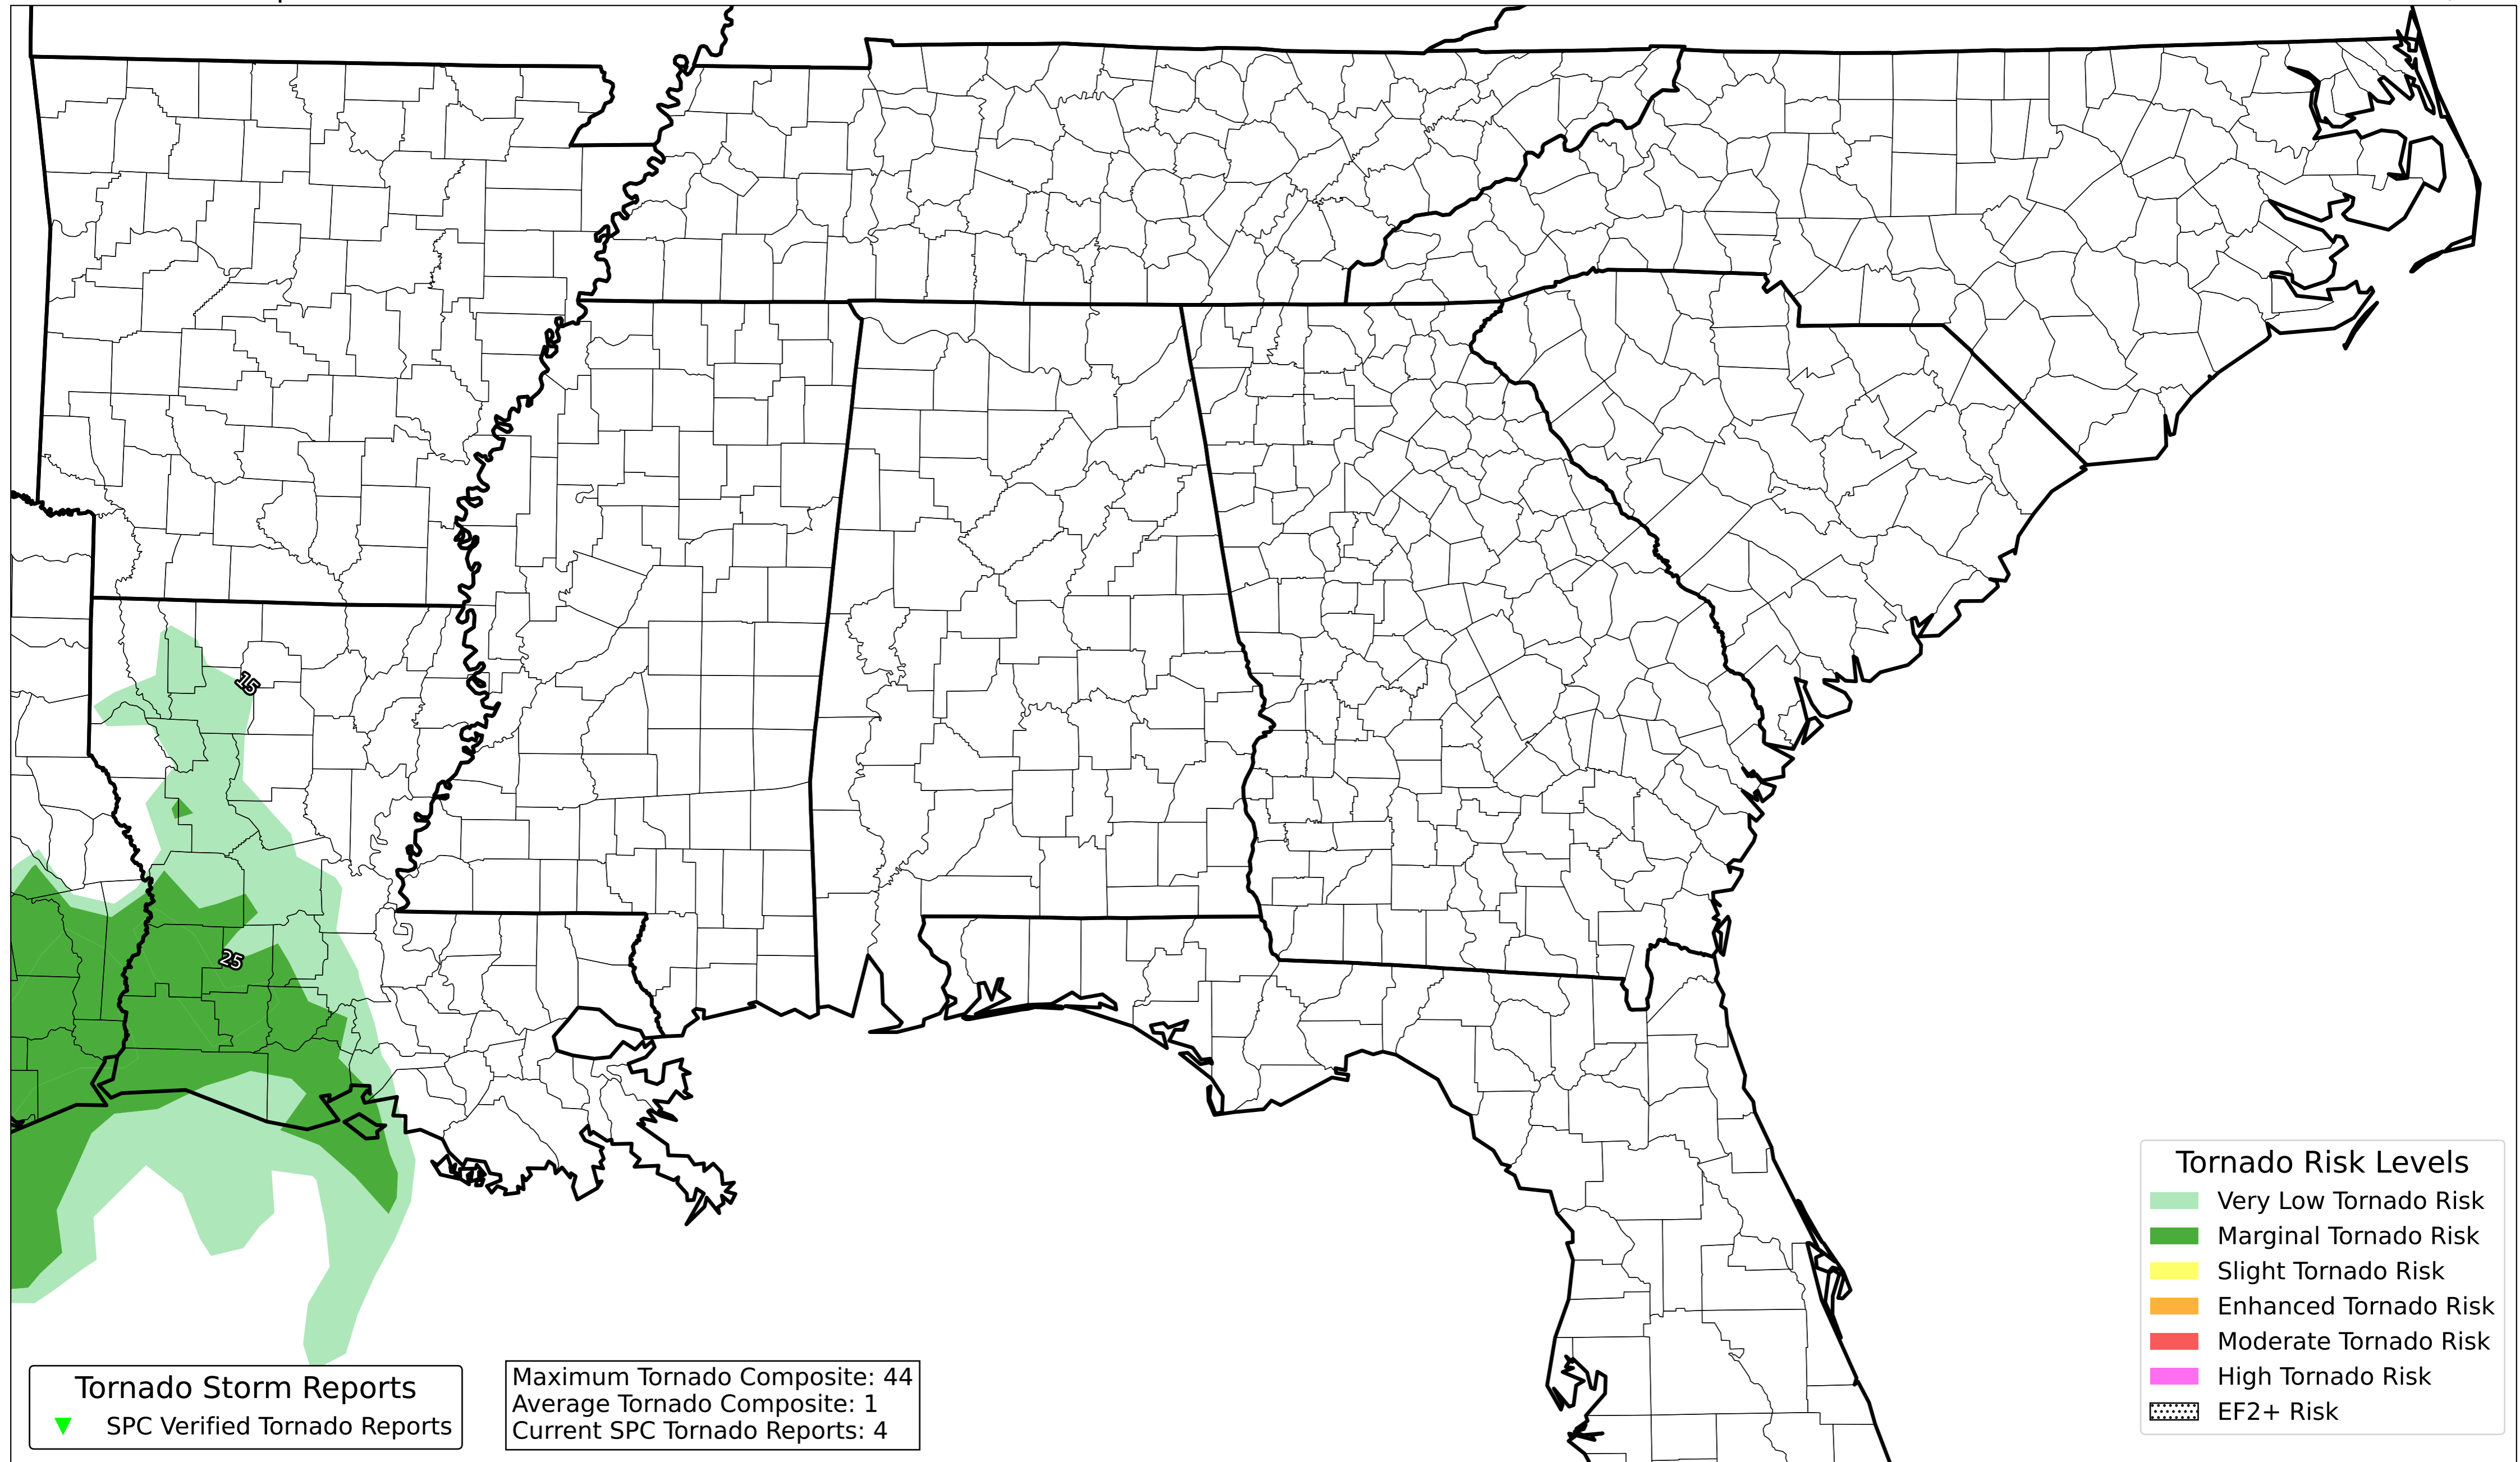 15
25
Tornado Storm Reports
SPC Verified Tornado Reports
Maximum Tornado Composite: 44
Average Tornado Composite: 1
Current SPC Tornado Reports: 4
Tornado Risk Levels
Very Low Tornado Risk
Marginal Tornado Risk
Slight Tornado Risk
Enhanced Tornado Risk
Moderate Tornado Risk
High Tornado Risk
EF2+ Risk